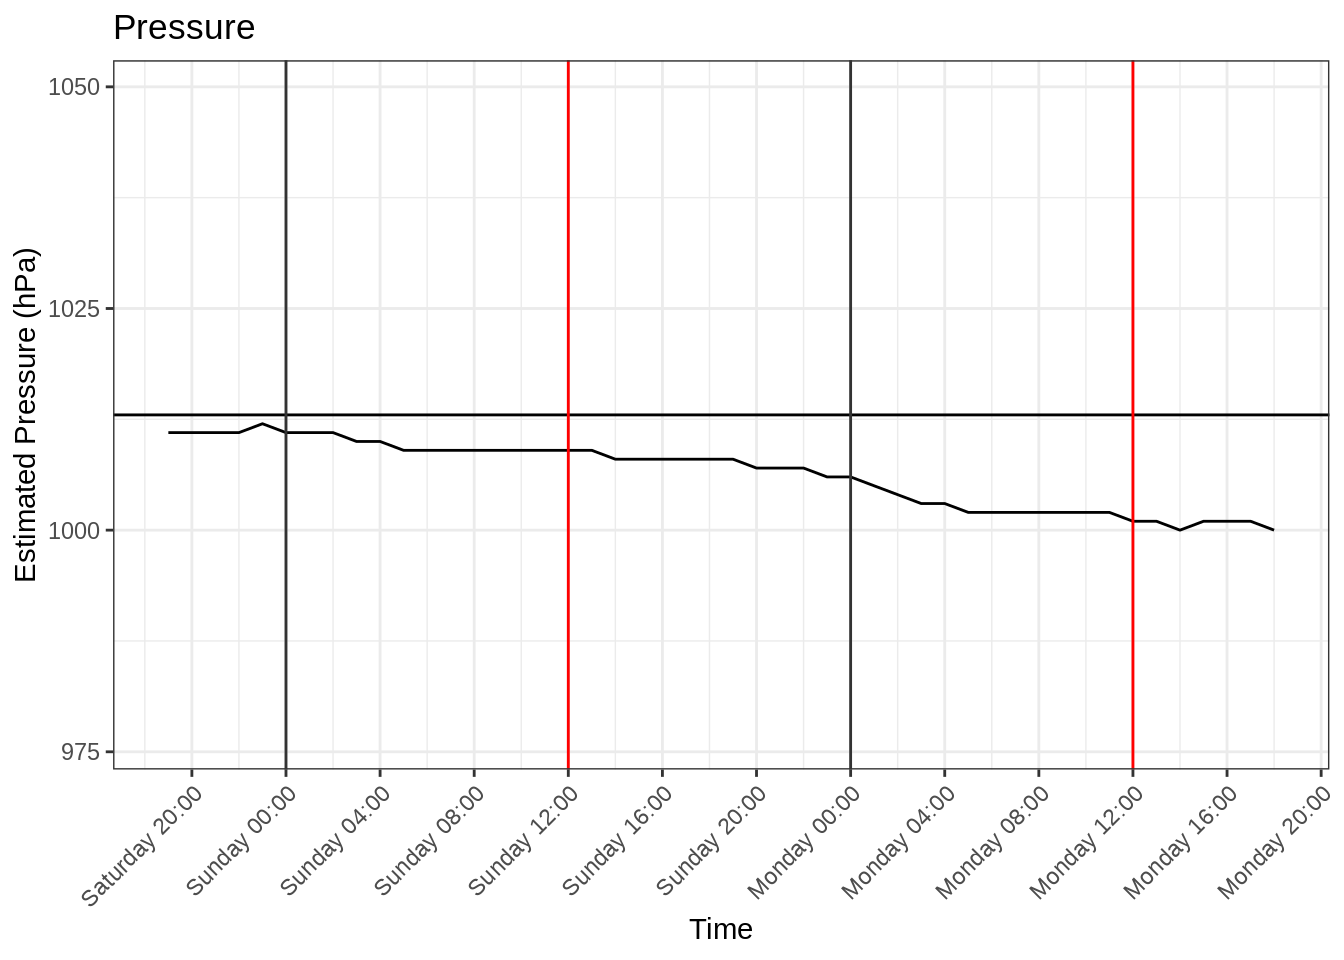 Pressure
Estimated Pressure (hPa)
1050
1025
1000
975
Saturday 20:00
Sunday 00:00
Sunday 04:00
Sunday 08:00
Sunday 12:00
Sunday 16:00
Sunday 20:00
Monday 00:00
Monday 04:00
Monday 08:00
Monday 12:00
Monday 16:00
Monday 20:00
Time